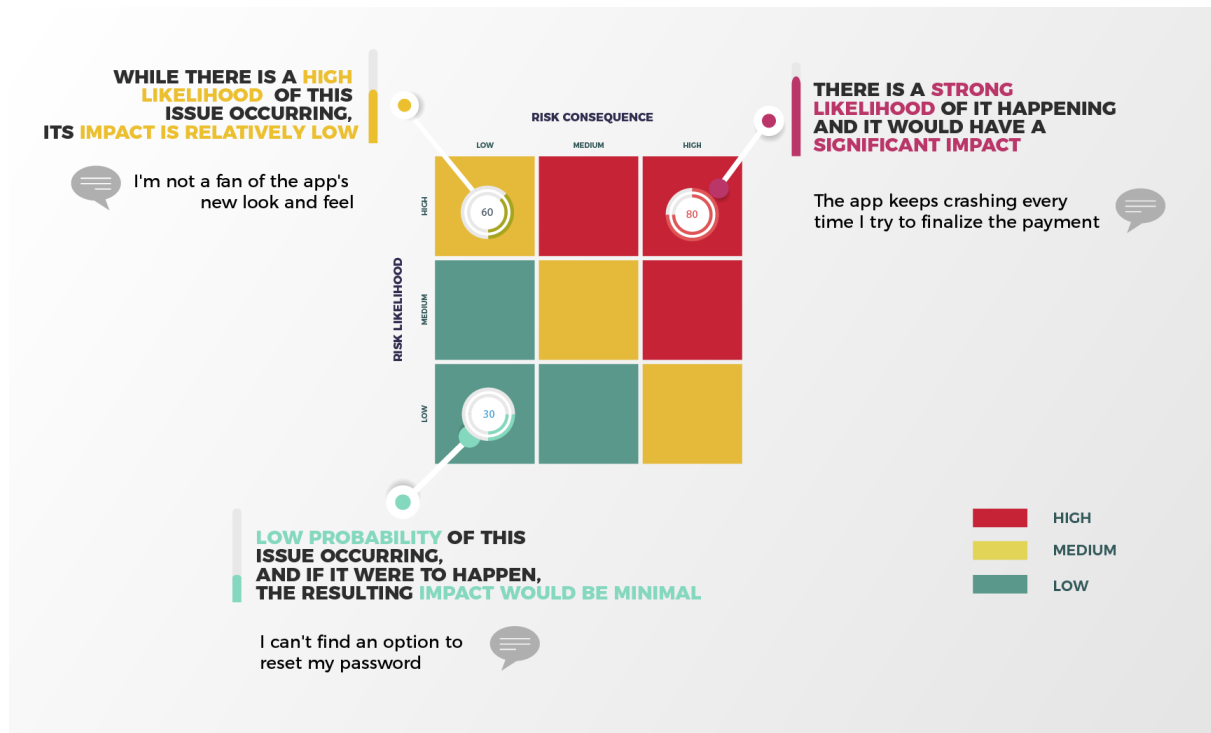 WHILE THERE IS A HIGH
LIKELIHOOD OF THIS
ISSUE OCCURRING,
ITS IMPACT IS RELATIVELY LOW
I'm not a fan of the app's
new look and feel
RISK CONSEQUENCE
LOW MEDIUM HIGH
THERE IS A STRONG
LIKELIHOOD OF IT HAPPENING
AND IT WOULD HAVE A
SIGNIFICANT IMPACT
The app keeps crashing every
time I try to finalize the payment
RISK LIKELIHOOD
HIGH
60
80
MEDIUM
LOW
30
LOW PROBABILITY OF THIS
ISSUE OCCURRING,
AND IF IT WERE TO HAPPEN,
THE RESULTING IMPACT WOULD BE MINIMAL
I can't find an option to
reset my password
HIGH
MEDIUM
LOW